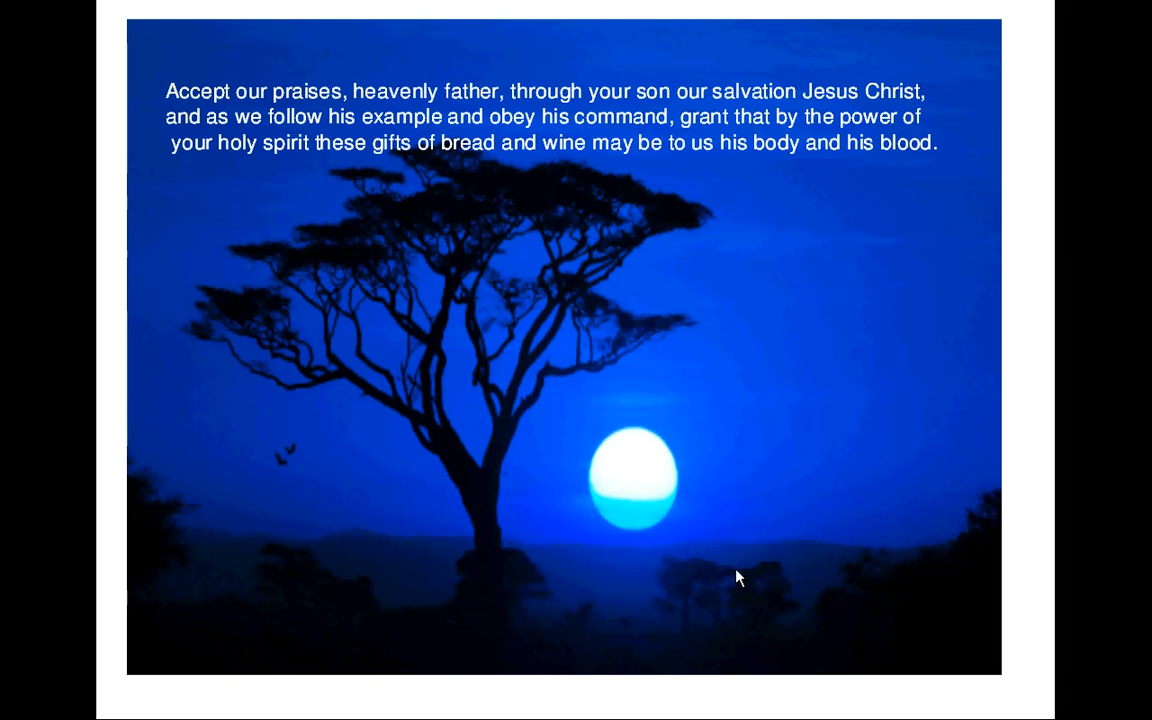 Accept our praises, heavenly father, through your son our salvation Jesus Christ,
and as we follow his example and obey his command, grant that by the power of
your holy spirit these gifts of bread and wine may be to us his body and his blood.